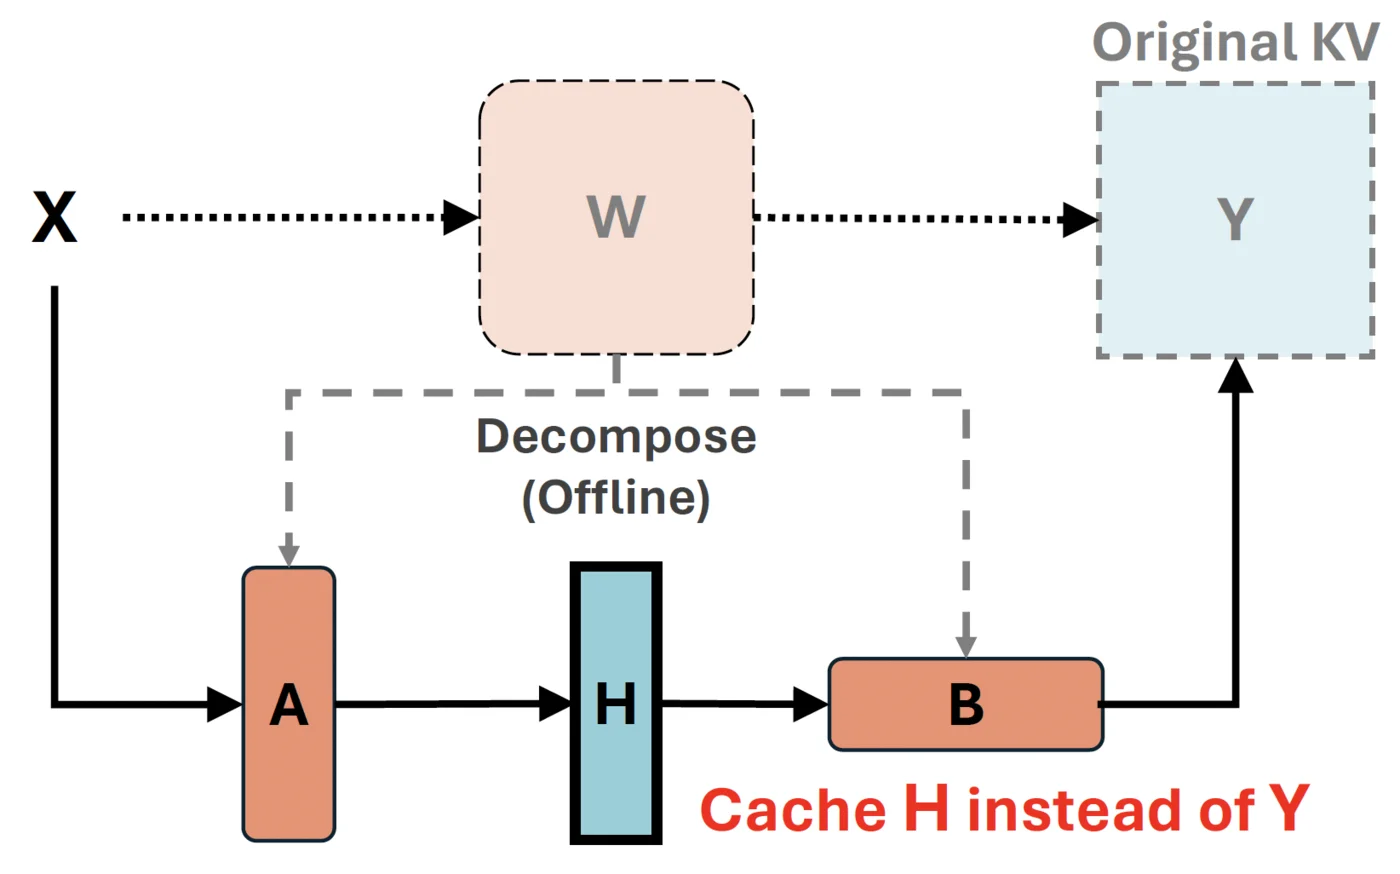 Original KV
X
W
Y
Decompose
(Offline)
A
H
B
Cache H instead of Y